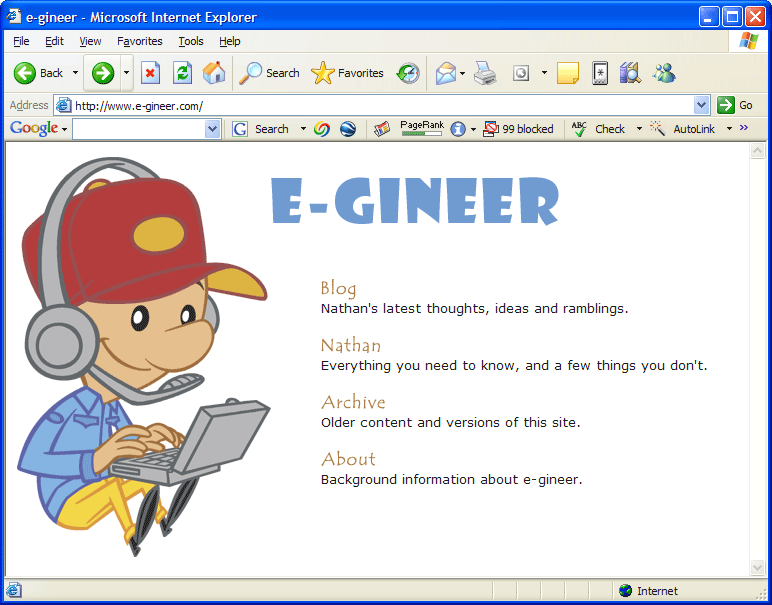 e-gineer - Microsoft Internet Explorer
File Edit View Favorites Tools Help
Back Search Favorites
Address http://www.e-gineer.com/ Go
Google G Search PageRank 99 blocked ABC Check AutoLink »
E-GINEER
Blog
Nathan's latest thoughts, ideas and ramblings.
Nathan
Everything you need to know, and a few things you don't.
Archive
Older content and versions of this site.
About
Background information about e-gineer.
Internet